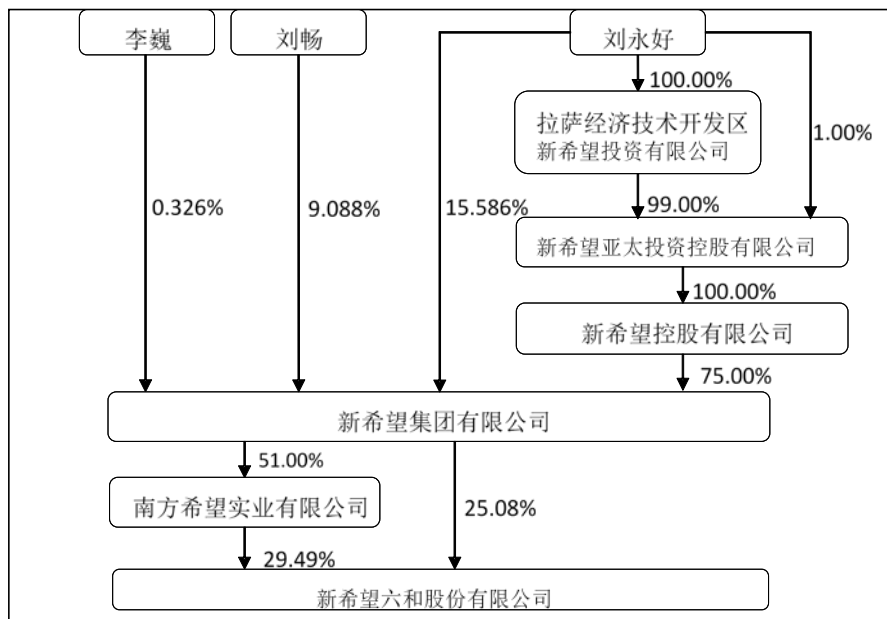 李巍
刘畅
刘永好
100.00%
拉萨经济技术开发区
新希望投资有限公司
1.00%
0.326%
9.088%
15.586%
99.00%
新希望亚太投资控股有限公司
100.00%
新希望控股有限公司
75.00%
新希望集团有限公司
51.00%
南方希望实业有限公司
25.08%
29.49%
新希望六和股份有限公司